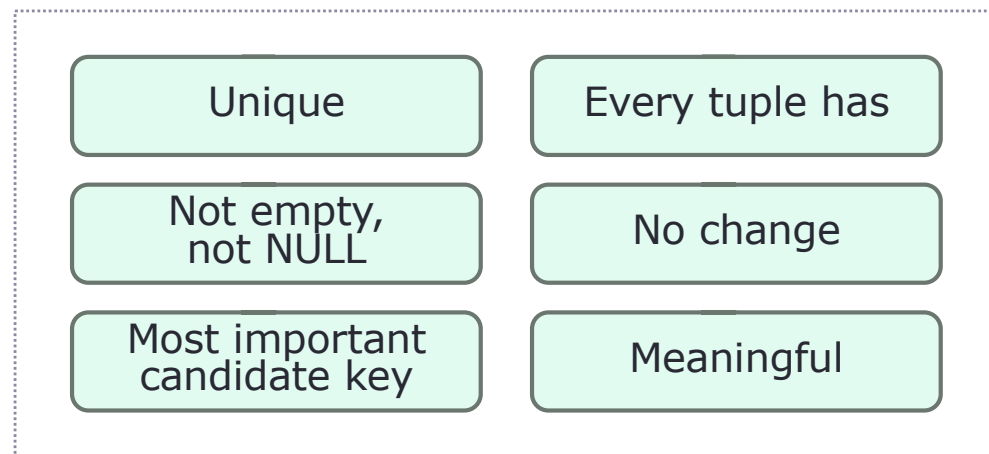 Unique
Every tuple has
Not empty,
not NULL
No change
Most important
candidate key
Meaningful